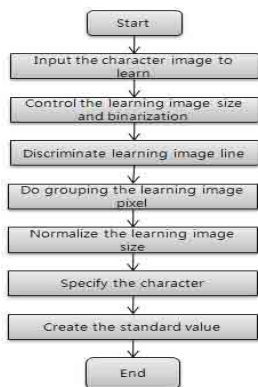 Start
Input the character image to
learn
Control the learning image size
and binarization
Discriminate learning image line
Do grouping the learning image
pixel
Normalize the learning image
size
Specify the character
Create the standard value
End